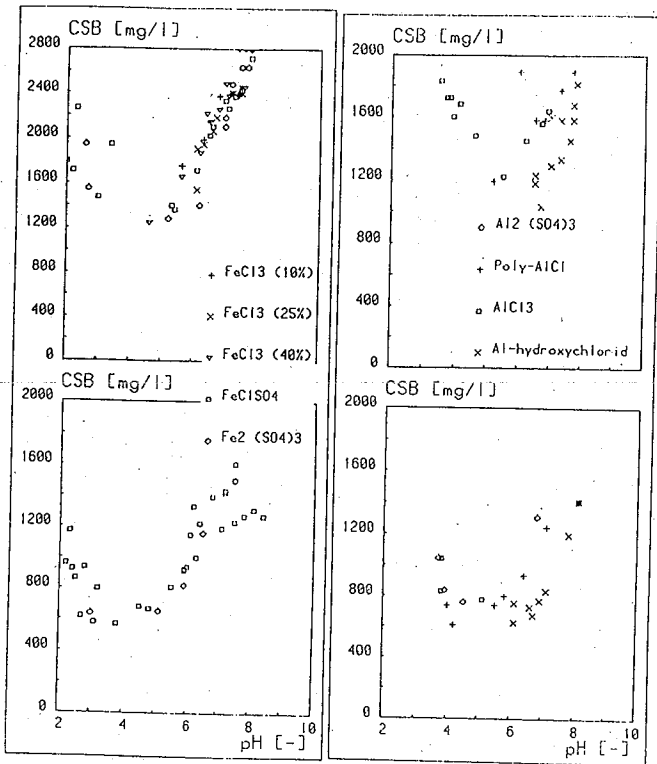 CSB [mg/l]
2800
2400
2000
1600
1200
800
400
0
+ FeCl3 (10%)
× FeCl3 (25%)
▿ FeCl3 (40%)
□ FeClSO4
◇ Fe2 (SO4)3
CSB [mg/l]
2000
1600
1200
800
400
0
◇ Al2 (SO4)3
+ Poly-AlCl
□ AlCl3
× Al-hydroxychlorid
CSB [mg/l]
2000
1600
1200
800
400
0
2 4 6 8 10
pH [-]
CSB [mg/l]
2000
1600
1200
800
400
0
2 4 6 8 10
pH [-]